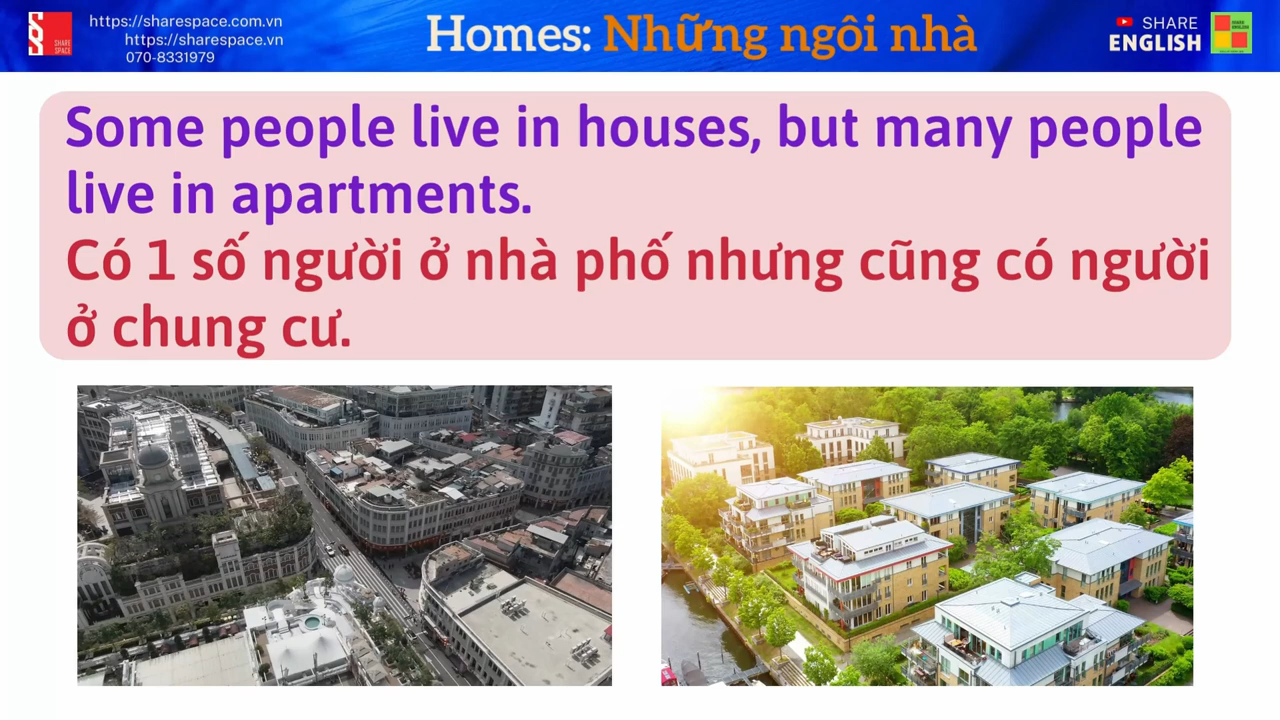 SHARE
SPACE
https://sharespace.com.vn
https://sharespace.vn
070-8331979
Homes: Những ngôi nhà
SHARE
ENGLISH
Some people live in houses, but many people
live in apartments.
Có 1 số người ở nhà phố nhưng cũng có người
ở chung cư.